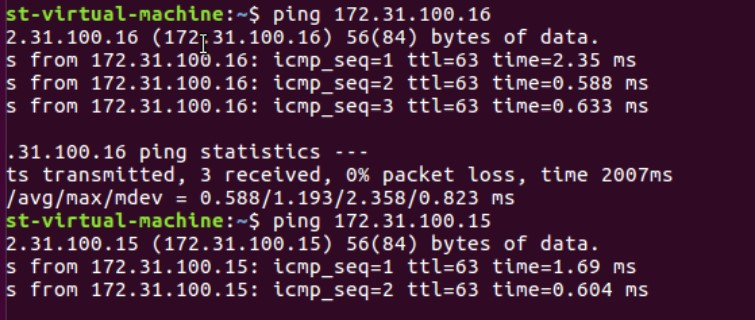 st-virtual-machine:~$ ping 172.31.100.16
2.31.100.16 (172.31.100.16) 56(84) bytes of data.
s from 172.31.100.16: icmp_seq=1 ttl=63 time=2.35 ms
s from 172.31.100.16: icmp_seq=2 ttl=63 time=0.588 ms
s from 172.31.100.16: icmp_seq=3 ttl=63 time=0.633 ms
.31.100.16 ping statistics ---
ts transmitted, 3 received, 0% packet loss, time 2007ms
/avg/max/mdev = 0.588/1.193/2.358/0.823 ms
st-virtual-machine:~$ ping 172.31.100.15
2.31.100.15 (172.31.100.15) 56(84) bytes of data.
s from 172.31.100.15: icmp_seq=1 ttl=63 time=1.69 ms
s from 172.31.100.15: icmp_seq=2 ttl=63 time=0.604 ms